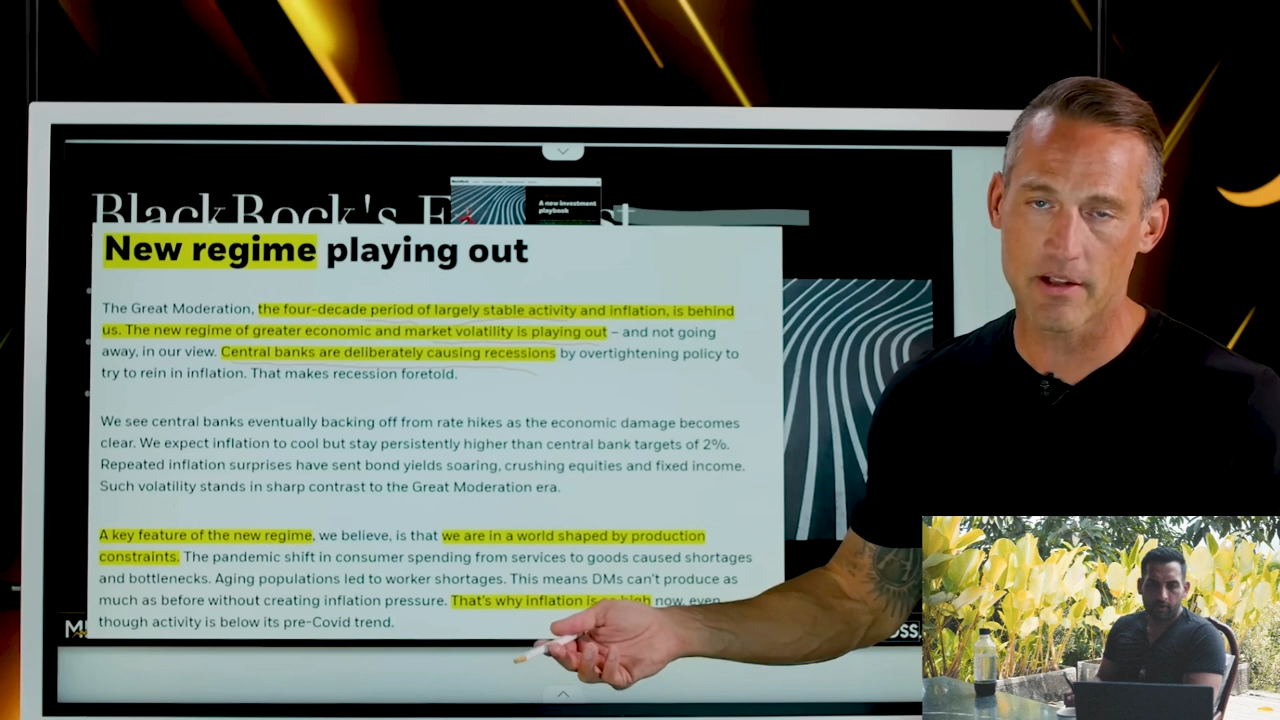 BlackRock's
A new investment
playbook
New regime playing out
The Great Moderation, the four-decade period of largely stable activity and inflation, is behind
us. The new regime of greater economic and market volatility is playing out – and not going
away, in our view. Central banks are deliberately causing recessions by overtightening policy to
try to rein in inflation. That makes recession foretold.
We see central banks eventually backing off from rate hikes as the economic damage becomes
clear. We expect inflation to cool but stay persistently higher than central bank targets of 2%.
Repeated inflation surprises have sent bond yields soaring, crushing equities and fixed income.
Such volatility stands in sharp contrast to the Great Moderation era.
A key feature of the new regime, we believe, is that we are in a world shaped by production
constraints. The pandemic shift in consumer spending from services to goods caused shortages
and bottlenecks. Aging populations led to worker shortages. This means DMs can't produce as
much as before without creating inflation pressure. That's why inflation is so high now, even
though activity is below its pre-Covid trend.